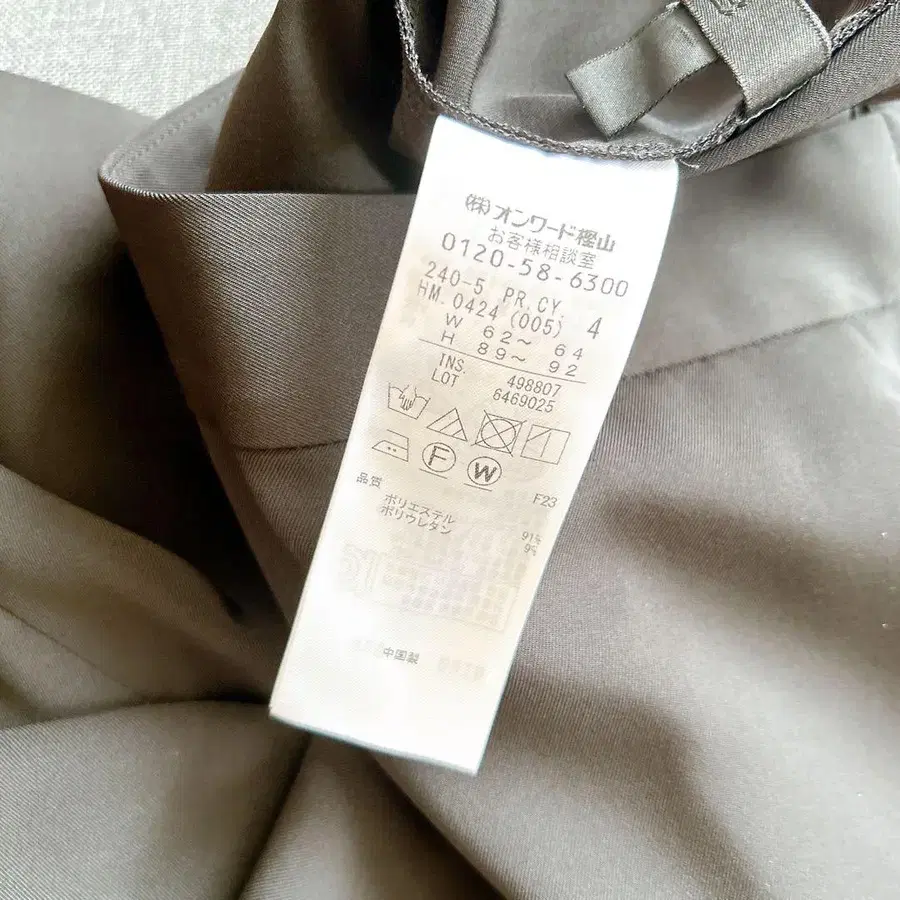 (株)オンワード樫山
お客様相談室
0120-58-6300
240-5 PR.CY.
HM.0424 (005) 4
W 62～ 64
H 89～ 92
INS. 498807
LOT 6469025
F W
品質 F23
ポリエステル 91%
ポリウレタン 9%
中国製